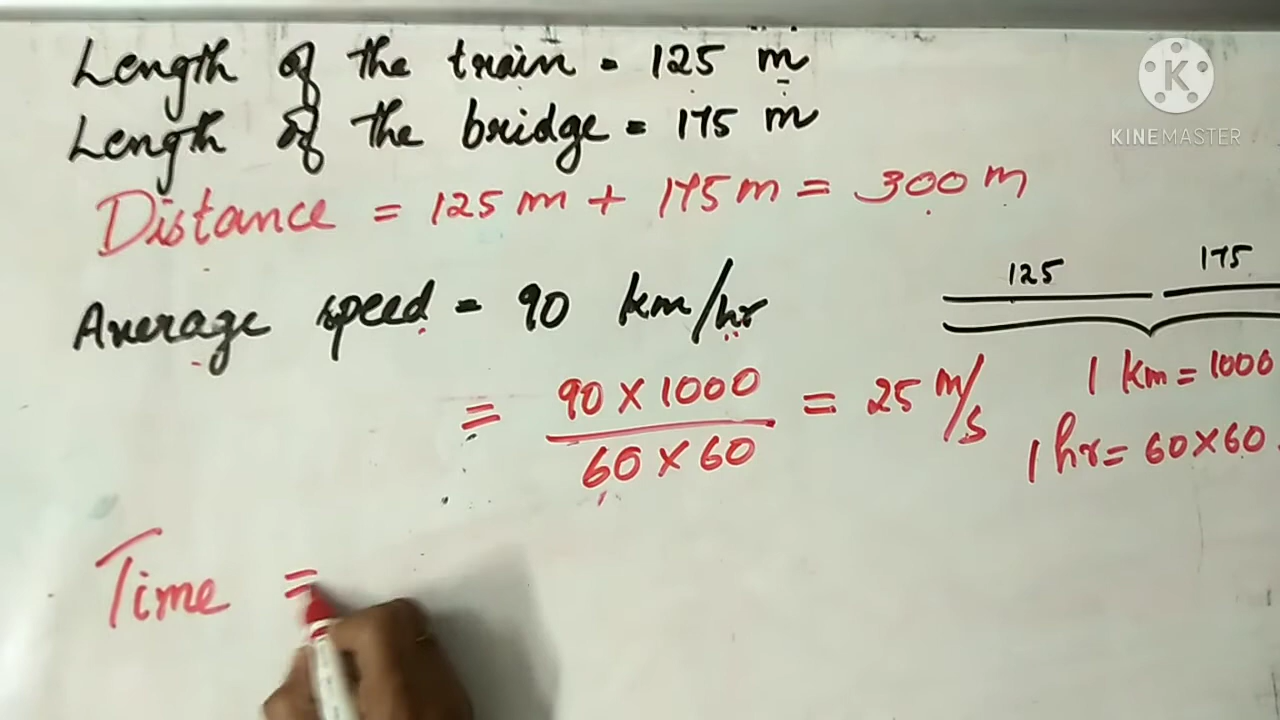 Length of the train = 125 m
Length of the bridge = 175 m
Distance = 125 m + 175 m = 300 m
Average speed = 90 km/hr
= 90 × 1000 / 60 × 60 = 25 m/s
125 175
1 km = 1000
1 hr = 60 × 60
Time =
K
KINEMASTER